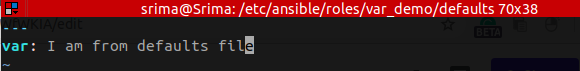 srima@Srima: /etc/ansible/roles/var_demo/defaults 70x38
---
var: I am from defaults file
~